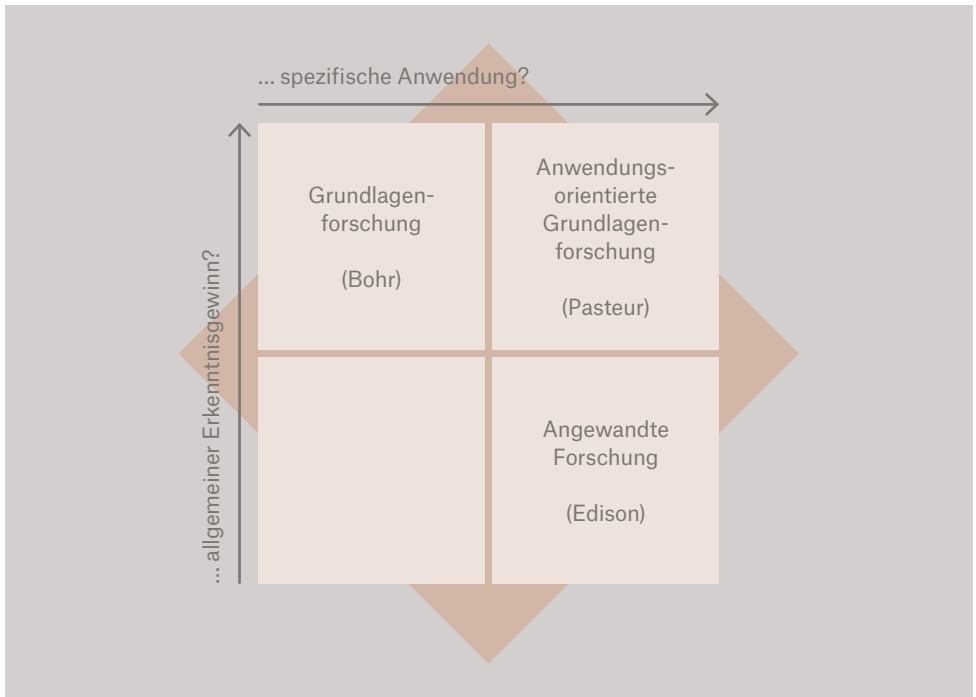 ... spezifische Anwendung?
... allgemeiner Erkenntnisgewinn?
Grundlagen-
forschung
(Bohr)
Anwendungs-
orientierte
Grundlagen-
forschung
(Pasteur)
Angewandte
Forschung
(Edison)